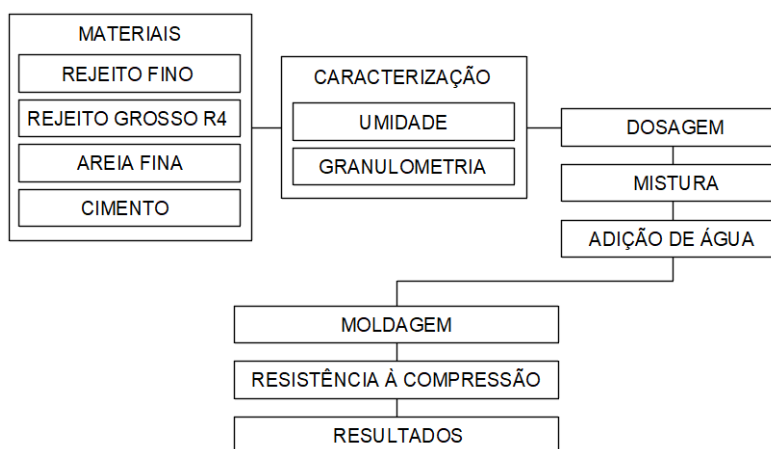 MATERIAIS
REJEITO FINO
REJEITO GROSSO R4
AREIA FINA
CIMENTO
CARACTERIZAÇÃO
UMIDADE
GRANULOMETRIA
DOSAGEM
MISTURA
ADIÇÃO DE ÁGUA
MOLDAGEM
RESISTÊNCIA À COMPRESSÃO
RESULTADOS